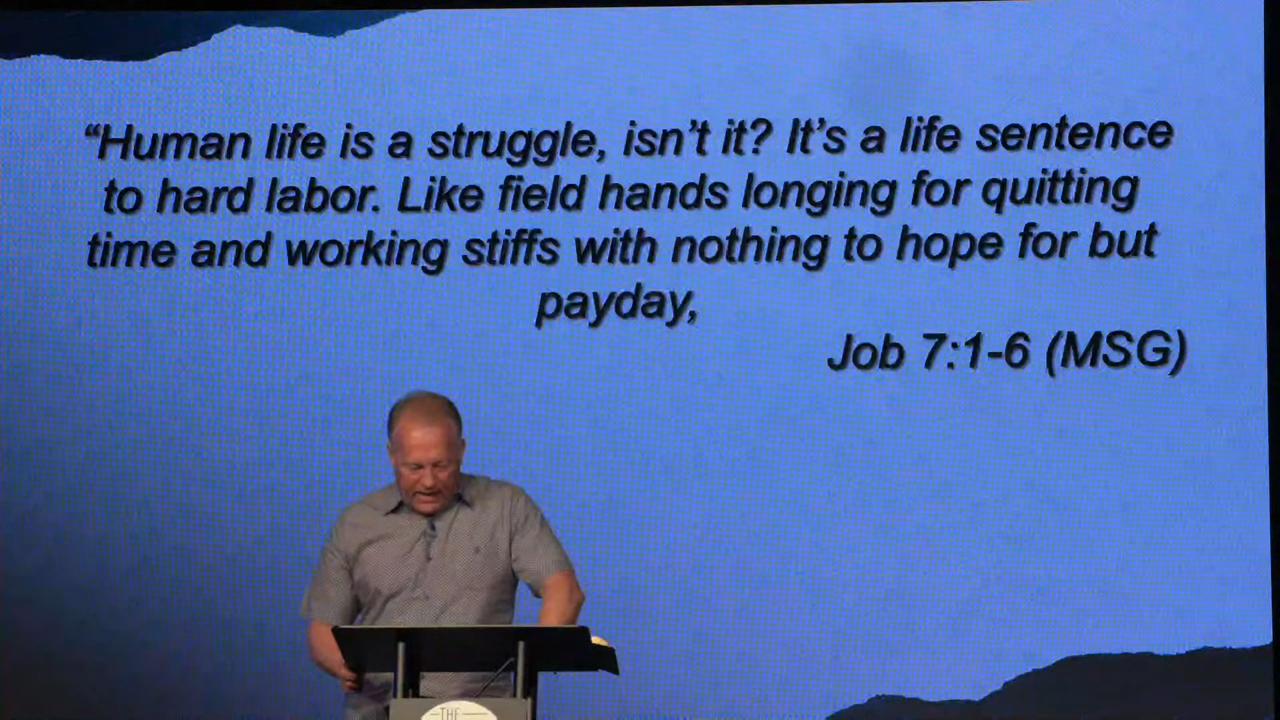 “Human life is a struggle, isn’t it? It’s a life sentence
to hard labor. Like field hands longing for quitting
time and working stiffs with nothing to hope for but
payday,
Job 7:1-6 (MSG)
THE